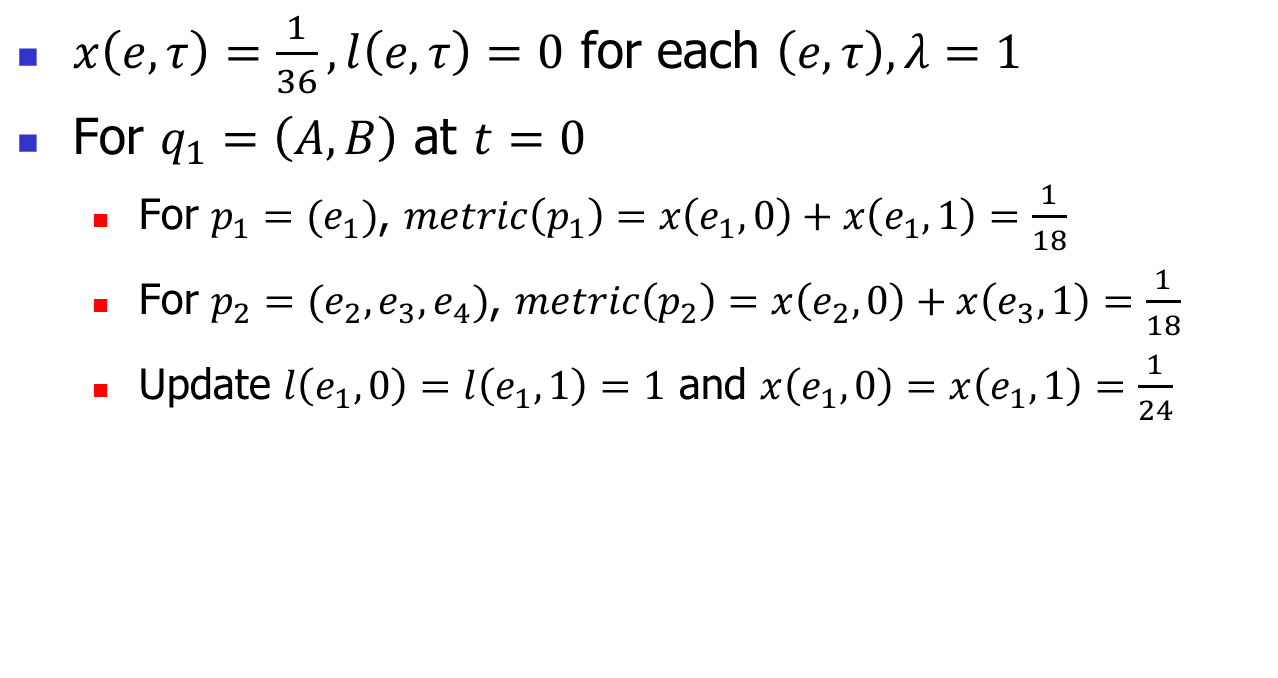 ▪ x(e, τ) = 1/36, l(e, τ) = 0 for each (e, τ), λ = 1
▪ For q₁ = (A, B) at t = 0
▪ For p₁ = (e₁), metric(p₁) = x(e₁, 0) + x(e₁, 1) = 1/18
▪ For p₂ = (e₂, e₃, e₄), metric(p₂) = x(e₂, 0) + x(e₃, 1) = 1/18
▪ Update l(e₁, 0) = l(e₁, 1) = 1 and x(e₁, 0) = x(e₁, 1) = 1/24